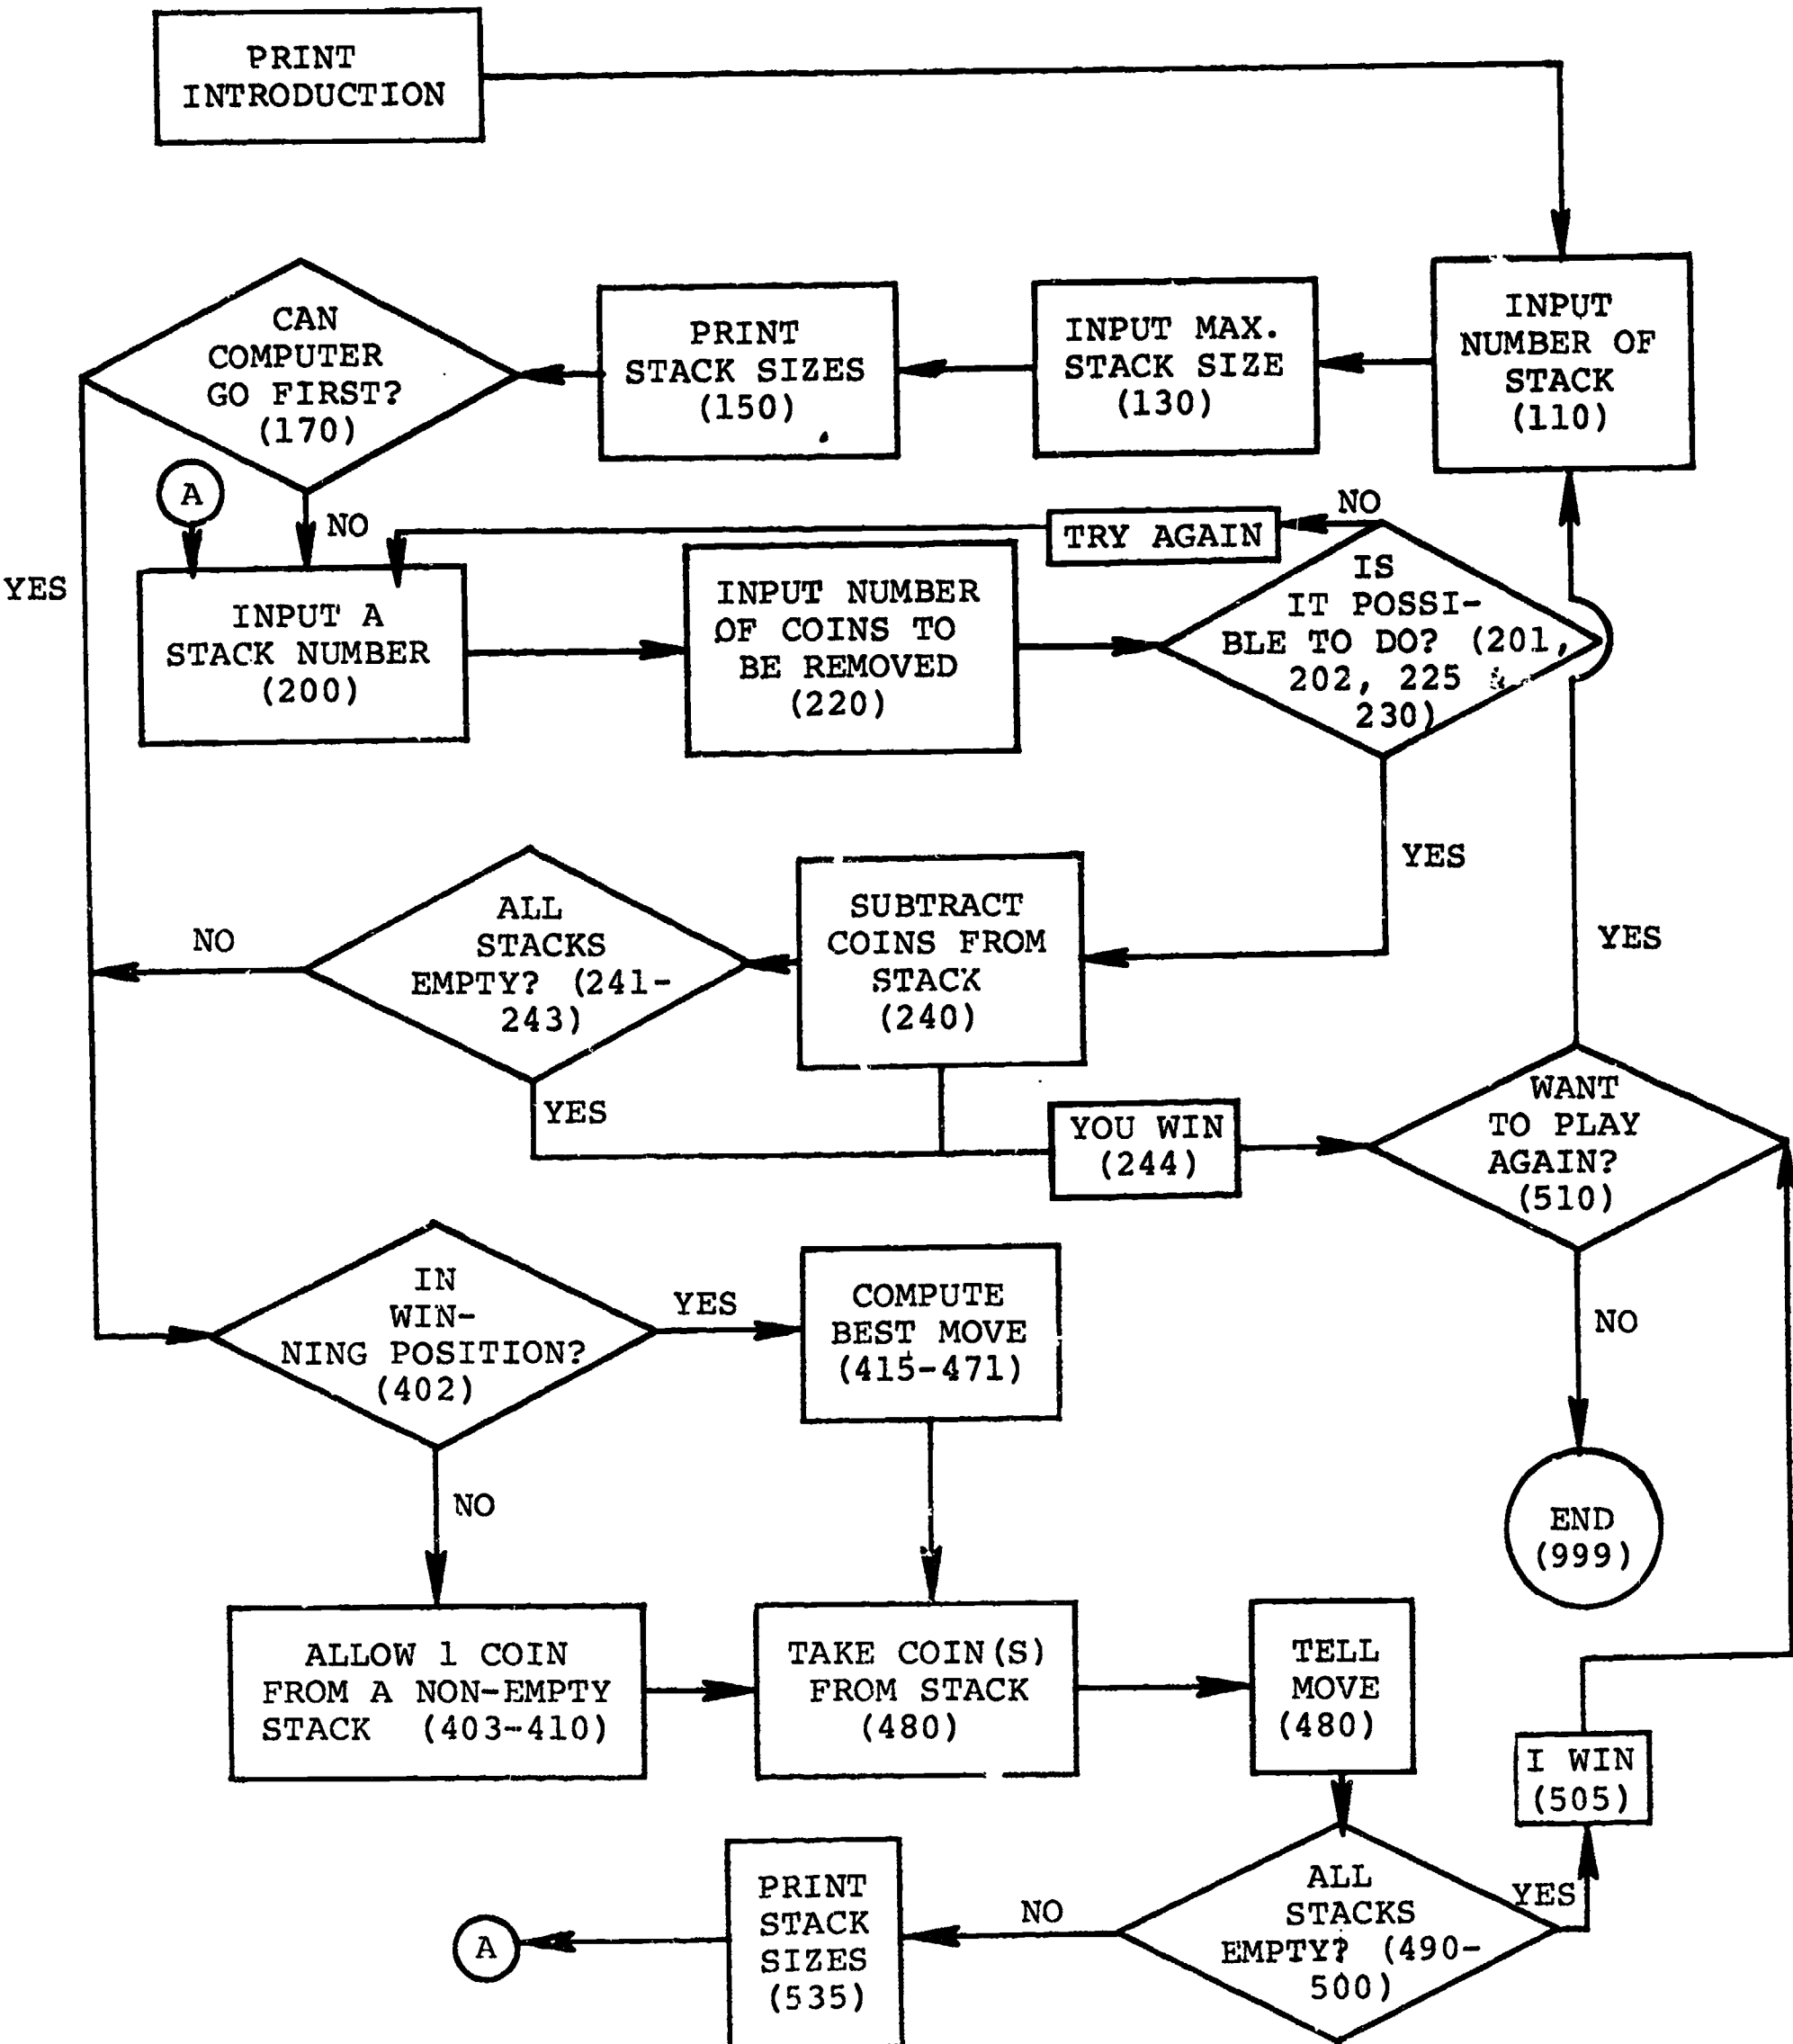 PRINT
INTRODUCTION
CAN
COMPUTER
GO FIRST?
(170)
PRINT
STACK SIZES
(150)
INPUT MAX.
STACK SIZE
(130)
INPUT
NUMBER OF
STACK
(110)
A
NO
YES
INPUT A
STACK NUMBER
(200)
INPUT NUMBER
OF COINS TO
BE REMOVED
(220)
TRY AGAIN
NO
IS
IT POSSI-
BLE TO DO? (201,
202, 225 &
230)
YES
NO
ALL
STACKS
EMPTY? (241-
243)
YES
SUBTRACT
COINS FROM
STACK
(240)
YES
YOU WIN
(244)
WANT
TO PLAY
AGAIN?
(510)
NO
END
(999)
IN
WIN-
NING POSITION?
(402)
YES
COMPUTE
BEST MOVE
(415-471)
NO
ALLOW 1 COIN
FROM A NON-EMPTY
STACK (403-410)
TAKE COIN(S)
FROM STACK
(480)
TELL
MOVE
(480)
I WIN
(505)
YES
ALL
STACKS
EMPTY? (490-
500)
NO
PRINT
STACK
SIZES
(535)
A